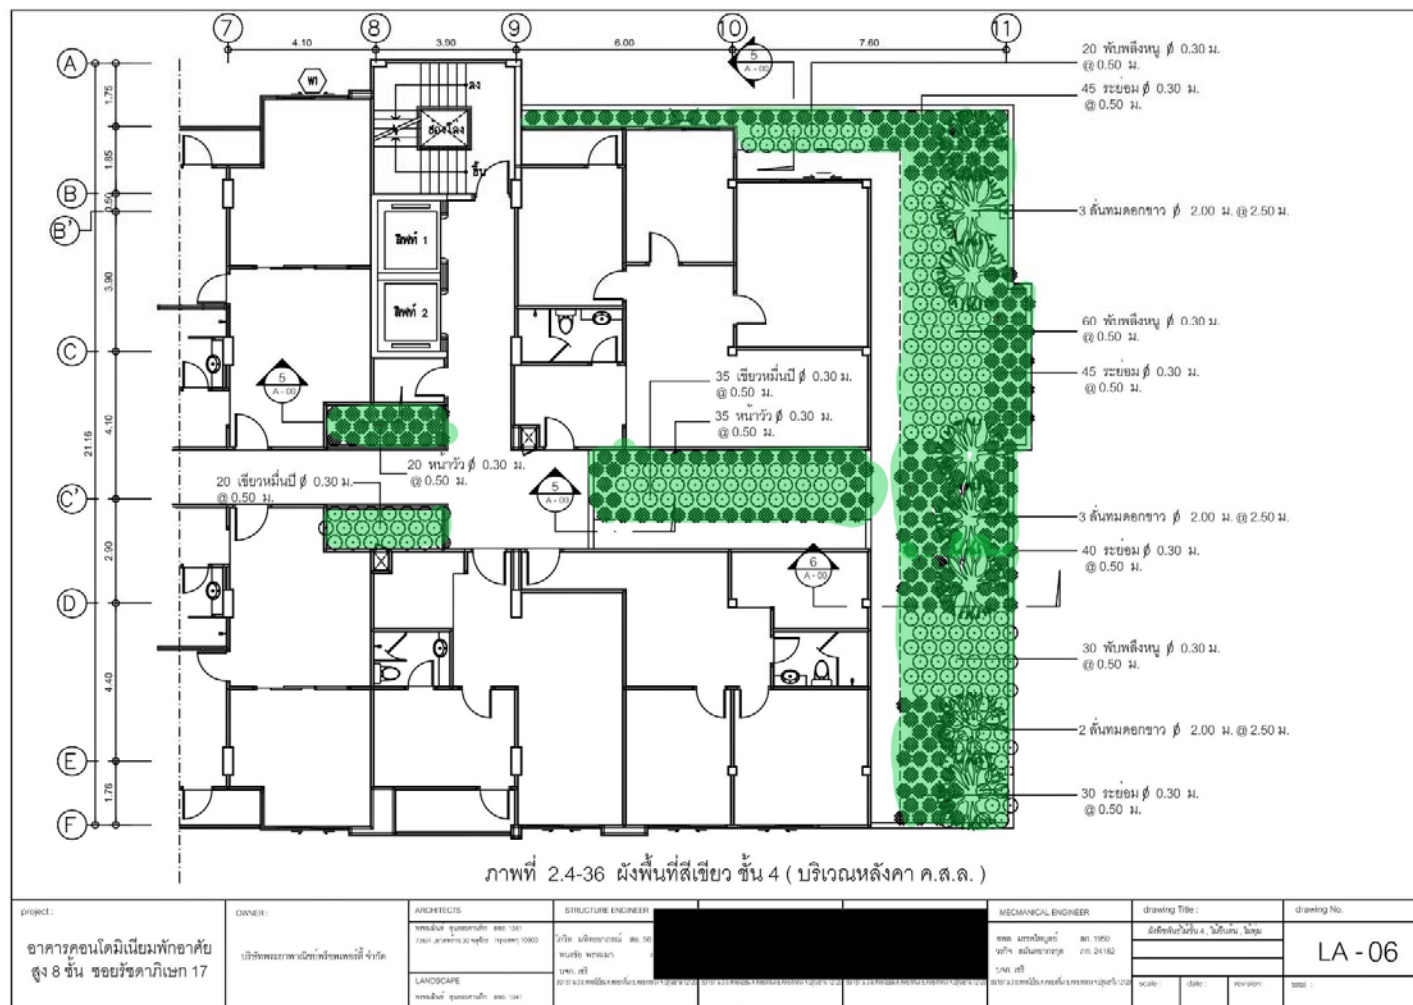 7
8
9
10
11
4.10
3.90
6.00
7.60
A
B
B'
C
C'
D
E
F
1.75
1.85
0.50
3.90
4.10
2.90
4.40
1.76
21.16
W1
ลง
ช่องโล่ง
ขึ้น
ลิฟท์ 1
ลิฟท์ 2
5
A - 00
5
A - 00
5
A - 00
6
A - 00
20 พับพลึงหนู ∅ 0.30 ม.
@ 0.50 ม.
45 ระย่อม ∅ 0.30 ม.
@ 0.50 ม.
3 ลั่นทมดอกขาว ∅ 2.00 ม. @ 2.50 ม.
60 พับพลึงหนู ∅ 0.30 ม.
@ 0.50 ม.
45 ระย่อม ∅ 0.30 ม.
@ 0.50 ม.
35 เขียวหมื่นปี ∅ 0.30 ม.
@ 0.50 ม.
35 หน้าวัว ∅ 0.30 ม.
@ 0.50 ม.
20 หน้าวัว ∅ 0.30 ม.
@ 0.50 ม.
20 เขียวหมื่นปี ∅ 0.30 ม.
@ 0.50 ม.
3 ลั่นทมดอกขาว ∅ 2.00 ม. @ 2.50 ม.
40 ระย่อม ∅ 0.30 ม.
@ 0.50 ม.
30 พับพลึงหนู ∅ 0.30 ม.
@ 0.50 ม.
2 ลั่นทมดอกขาว ∅ 2.00 ม. @ 2.50 ม.
30 ระย่อม ∅ 0.30 ม.
@ 0.50 ม.
ภาพที่ 2.4-36 ผังพื้นที่สีเขียว ชั้น 4 ( บริเวณหลังคา ค.ส.ล. )
project :
อาคารคอนโดมิเนียมพักอาศัย
สูง 8 ชั้น ซอยรัชดาภิเษก 17
OWNER :
ARCHITECTS
LANDSCAPE
STRUCTURE ENGINEER
MECMANICAL ENGINEER
drawing Title :
scale :
date :
revision:
drawing No.
LA - 06
total :